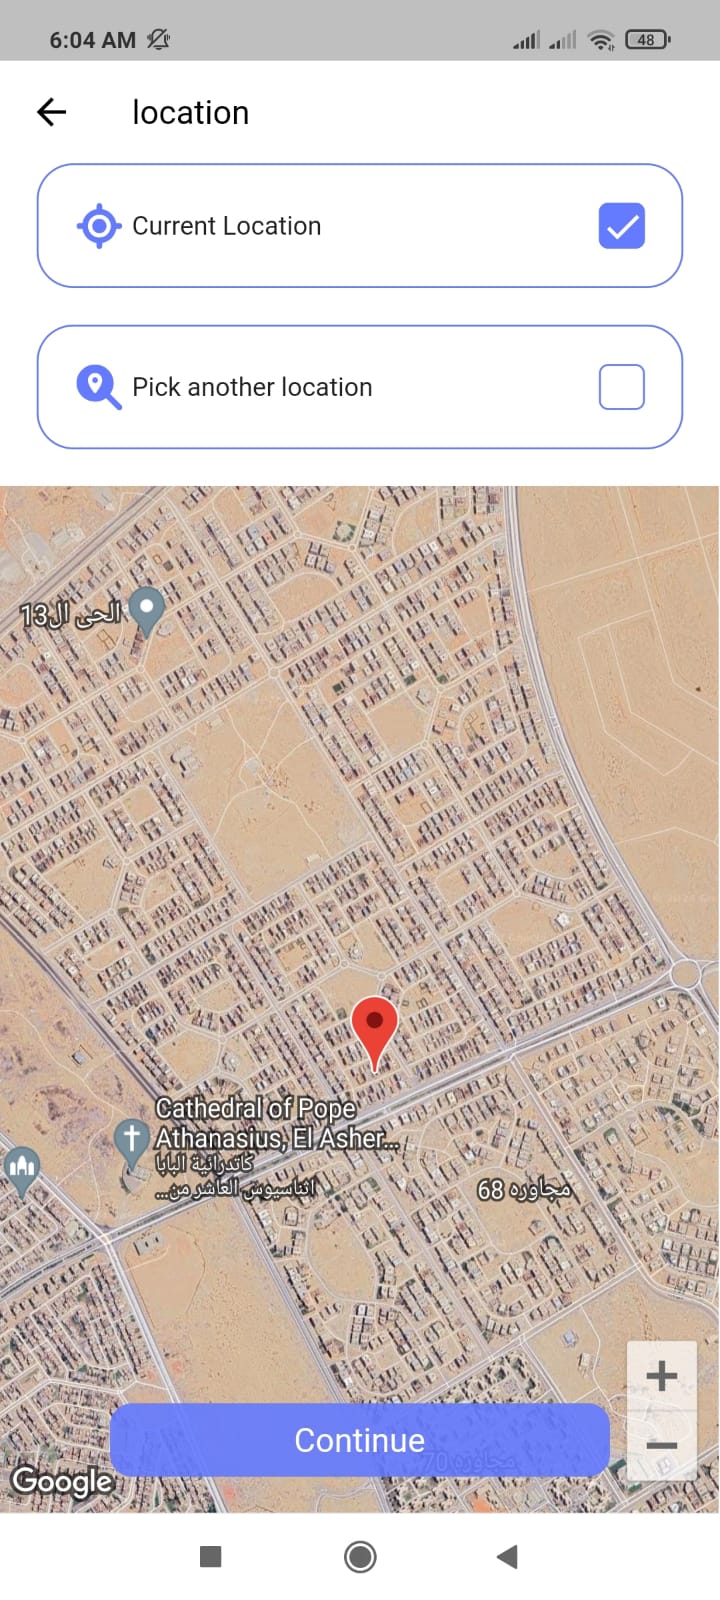 6:04 AM
48
location
Current Location
Pick another location
الحى ال13
Cathedral of Pope
Athanasius, El Asher...
كاتدرائية البابا
اثناسيوس العاشر من...
مجاوره 68
Continue
مجاوره 70
+
−
Google